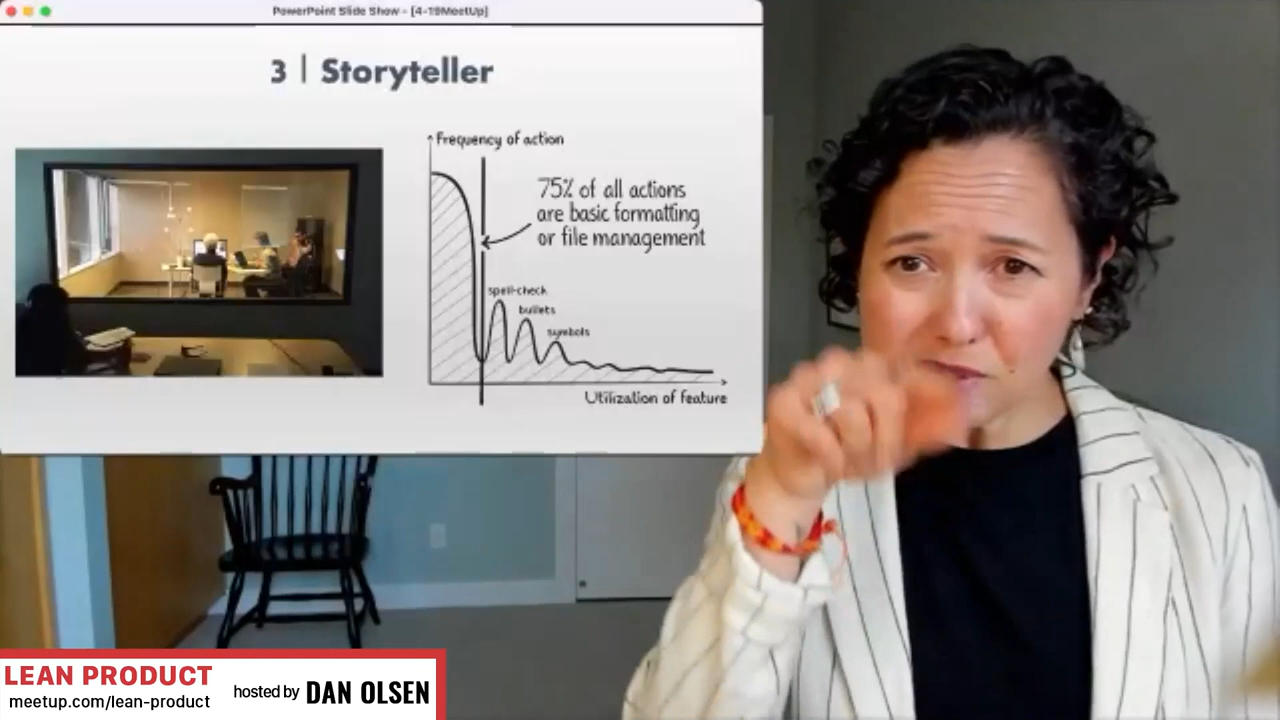 PowerPoint Slide Show - [4-19MeetUp]
3 | Storyteller
Frequency of action
75% of all actions
are basic formatting
or file management
spell-check
bullets
symbols
Utilization of feature
LEAN PRODUCT
meetup.com/lean-product
hosted by DAN OLSEN